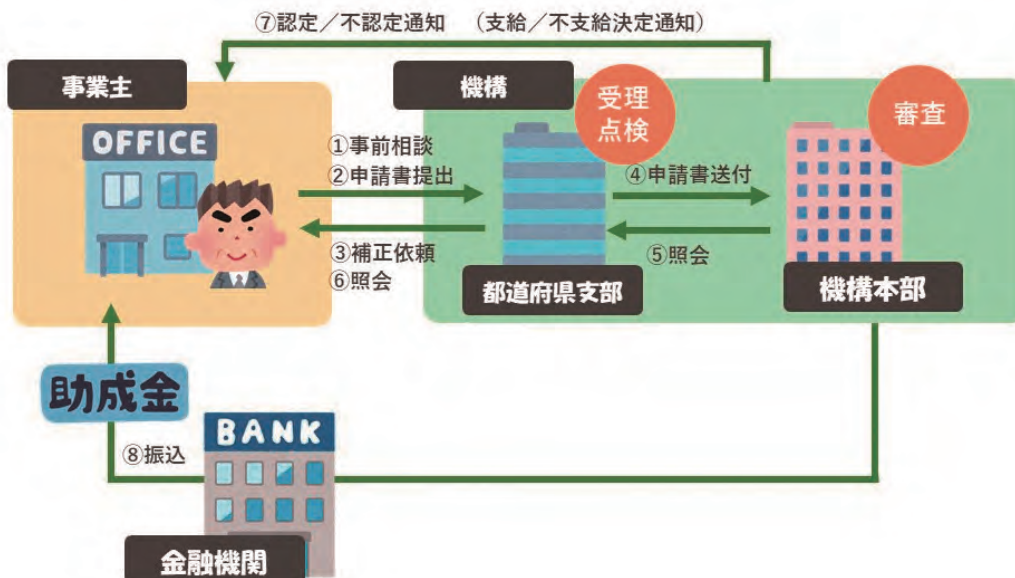 ⑦認定／不認定通知　（支給／不支給決定通知）
事業主
機構
受理
点検
審査
OFFICE
①事前相談
②申請書提出
④申請書送付
③補正依頼
⑥照会
⑤照会
都道府県支部
機構本部
助成金
BANK
⑧振込
金融機関